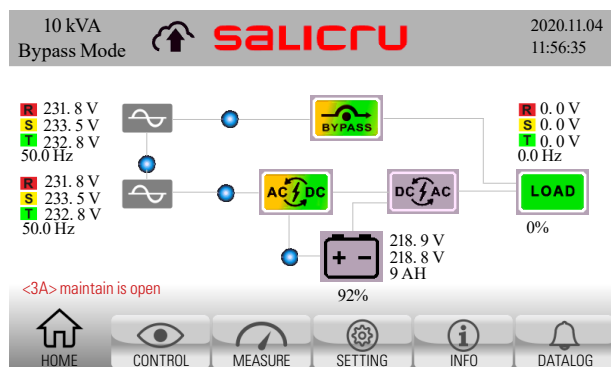 10 kVA
Bypass Mode
SALICRU
2020.11.04
11:56:35
R 231. 8 V
S 233. 5 V
T 232. 8 V
50.0 Hz
BYPASS
R 0. 0 V
S 0. 0 V
T 0. 0 V
0.0 Hz
R 231. 8 V
S 233. 5 V
T 232. 8 V
50.0 Hz
AC DC
DC AC
LOAD
0%
+ -
218. 9 V
218. 8 V
9 AH
92%
<3A> maintain is open
HOME
CONTROL
MEASURE
SETTING
INFO
DATALOG